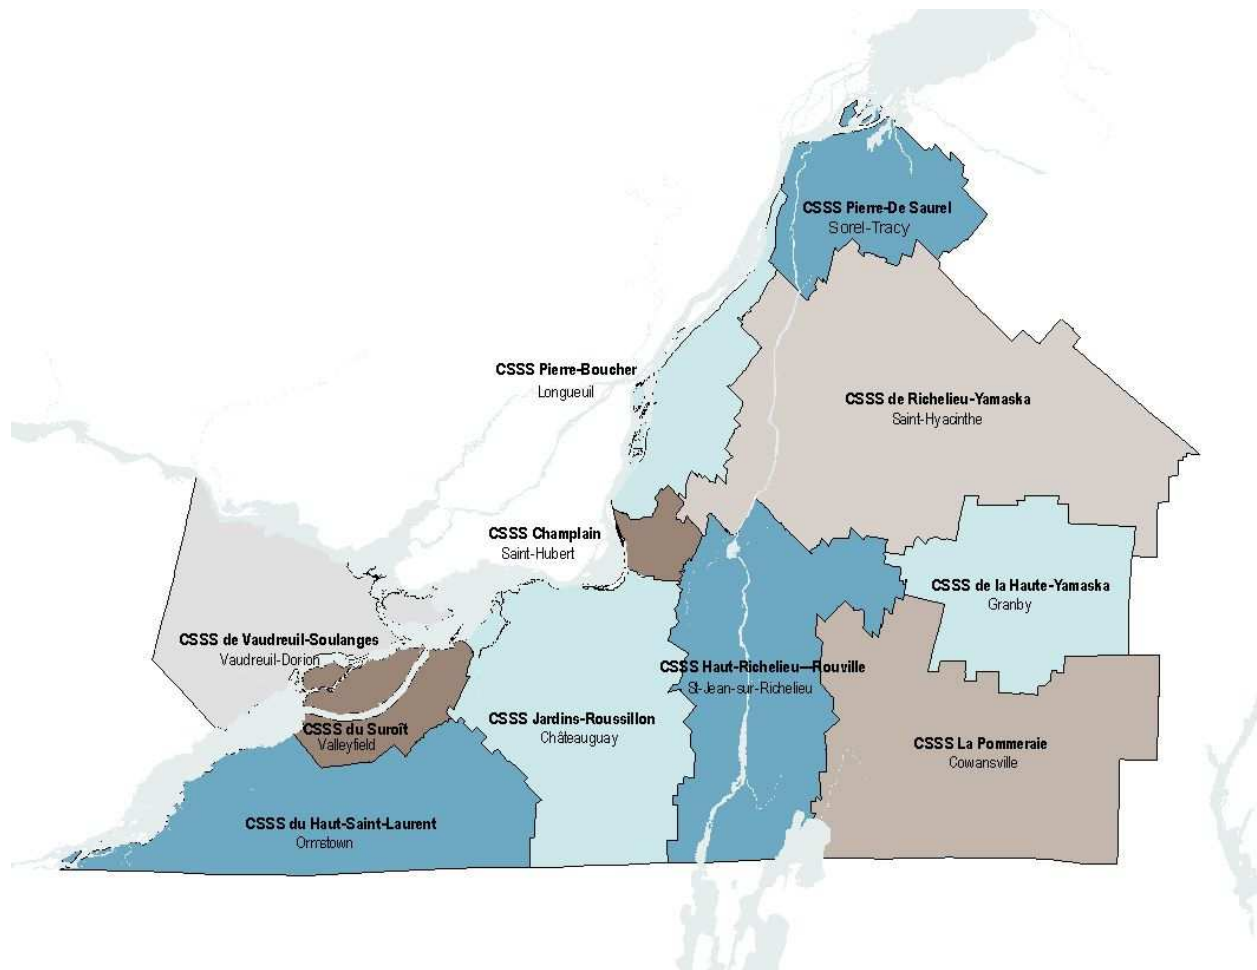 CSSS Pierre-De Saurel
Sorel-Tracy
CSSS Pierre-Boucher
Longueuil
CSSS de Richelieu-Yamaska
Saint-Hyacinthe
CSSS Champlain
Saint-Hubert
CSSS de la Haute-Yamaska
Granby
CSSS de Vaudreuil-Soulanges
Vaudreuil-Dorion
CSSS Haut-Richelieu—Rouville
St-Jean-sur-Richelieu
CSSS du Suroît
Valleyfield
CSSS Jardins-Roussillon
Châteauguay
CSSS La Pommeraie
Cowansville
CSSS du Haut-Saint-Laurent
Ormstown